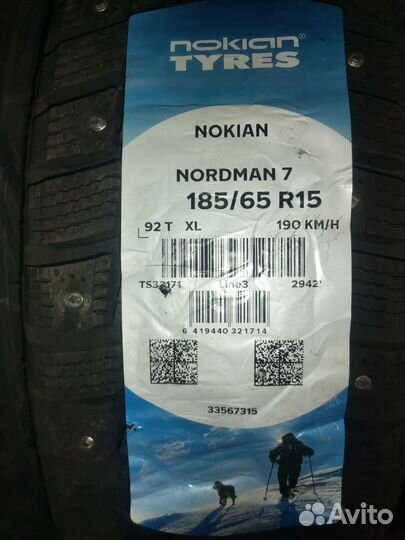 nokian®
TYRES
NOKIAN
NORDMAN 7
185/65 R15
92 T XL 190 KM/H
TS32171 Line3 2942'
6 419440 321714
33567315
Avito